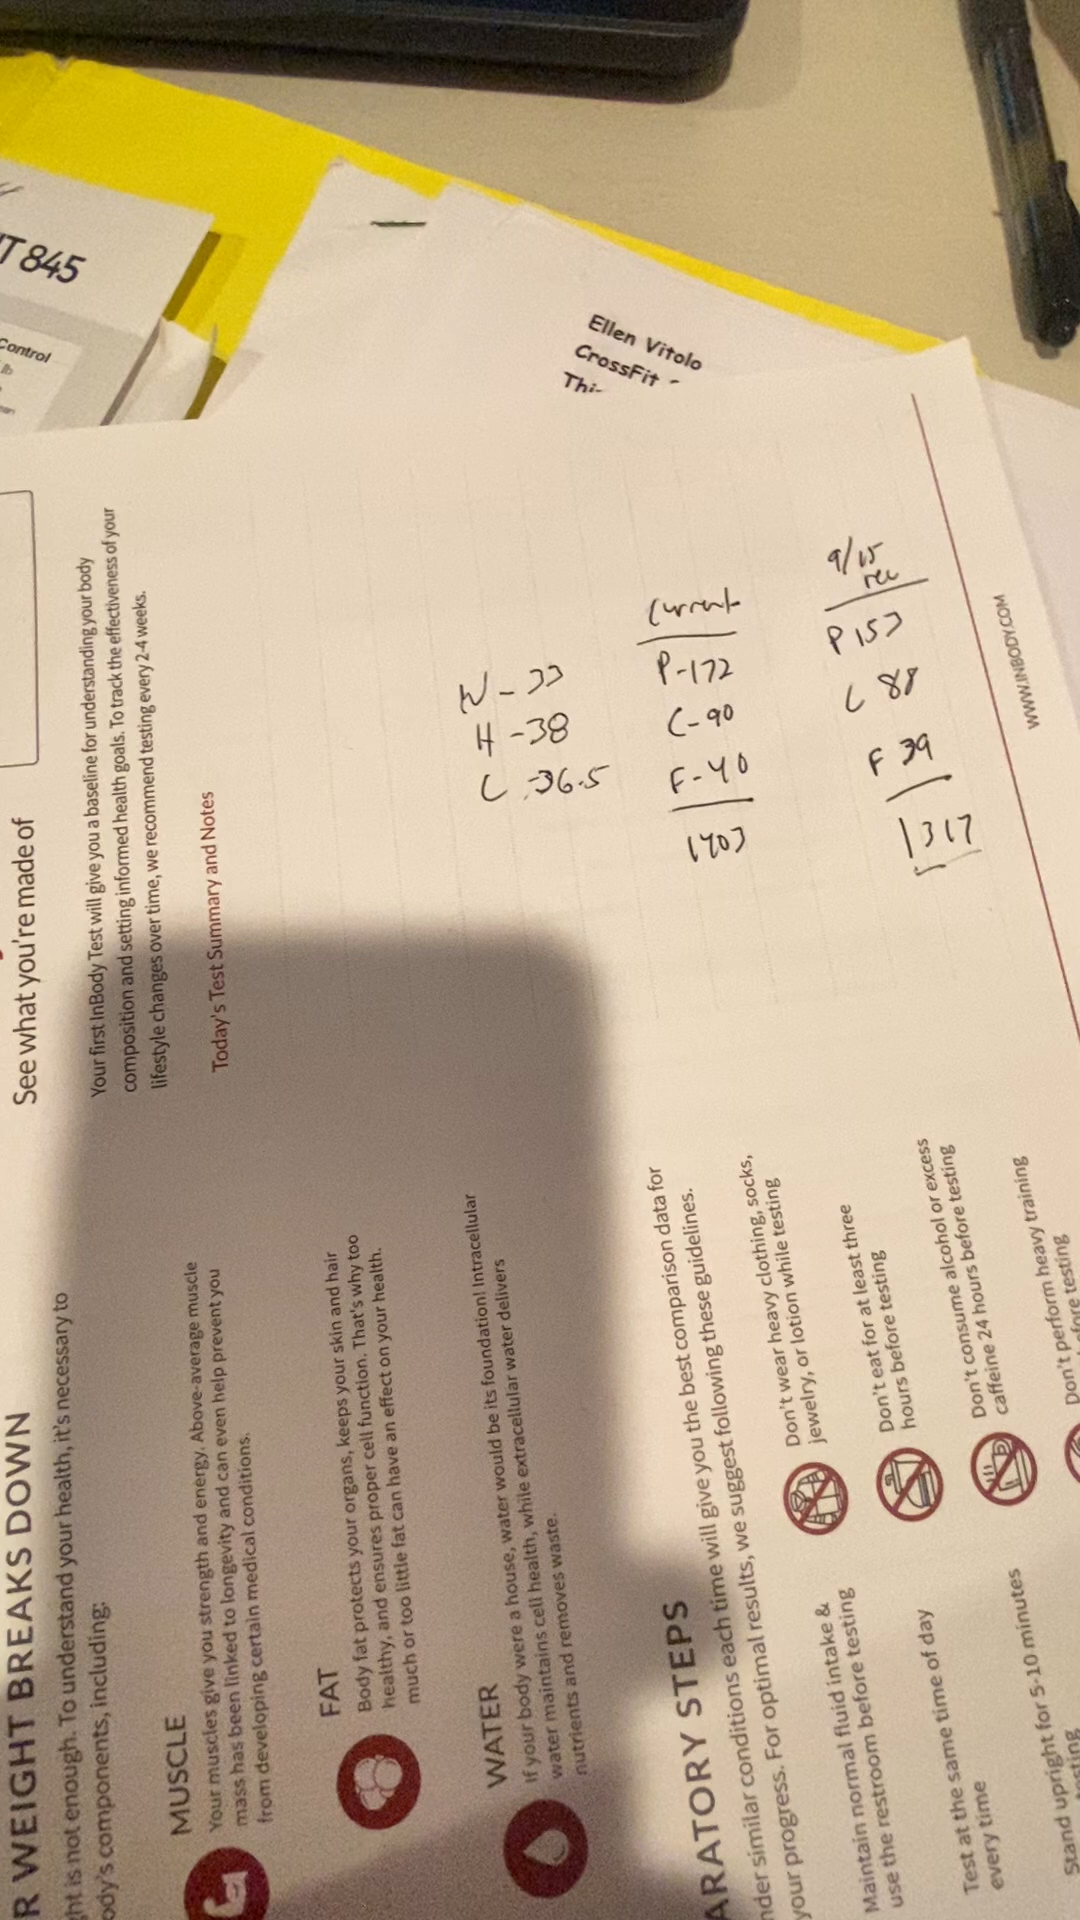 T 845
Control
lb
Ellen Vitolo
CrossFit -
See what you're made of
Your first InBody Test will give you a baseline for understanding your body
composition and setting informed health goals. To track the effectiveness of your
lifestyle changes over time, we recommend testing every 2-4 weeks.
Today's Test Summary and Notes
W - 33
H - 38
C - 36.5
Current
P - 172
C - 90
F - 40
1403
9/15
rec
P 153
C 88
F 39
1317
WWW.INBODY.COM
R WEIGHT BREAKS DOWN
ght is not enough. To understand your health, it's necessary to
ody's components, including:
MUSCLE
Your muscles give you strength and energy. Above-average muscle
mass has been linked to longevity and can even help prevent you
from developing certain medical conditions.
FAT
Body fat protects your organs, keeps your skin and hair
healthy, and ensures proper cell function. That's why too
much or too little fat can have an effect on your health.
WATER
If your body were a house, water would be its foundation! Intracellular
water maintains cell health, while extracellular water delivers
nutrients and removes waste.
ARATORY STEPS
nder similar conditions each time will give you the best comparison data for
your progress. For optimal results, we suggest following these guidelines.
Maintain normal fluid intake &
use the restroom before testing
Test at the same time of day
every time
Stand upright for 5-10 minutes
Don't wear heavy clothing, socks,
jewelry, or lotion while testing
Don't eat for at least three
hours before testing
Don't consume alcohol or excess
caffeine 24 hours before testing
Don't perform heavy training
before testing